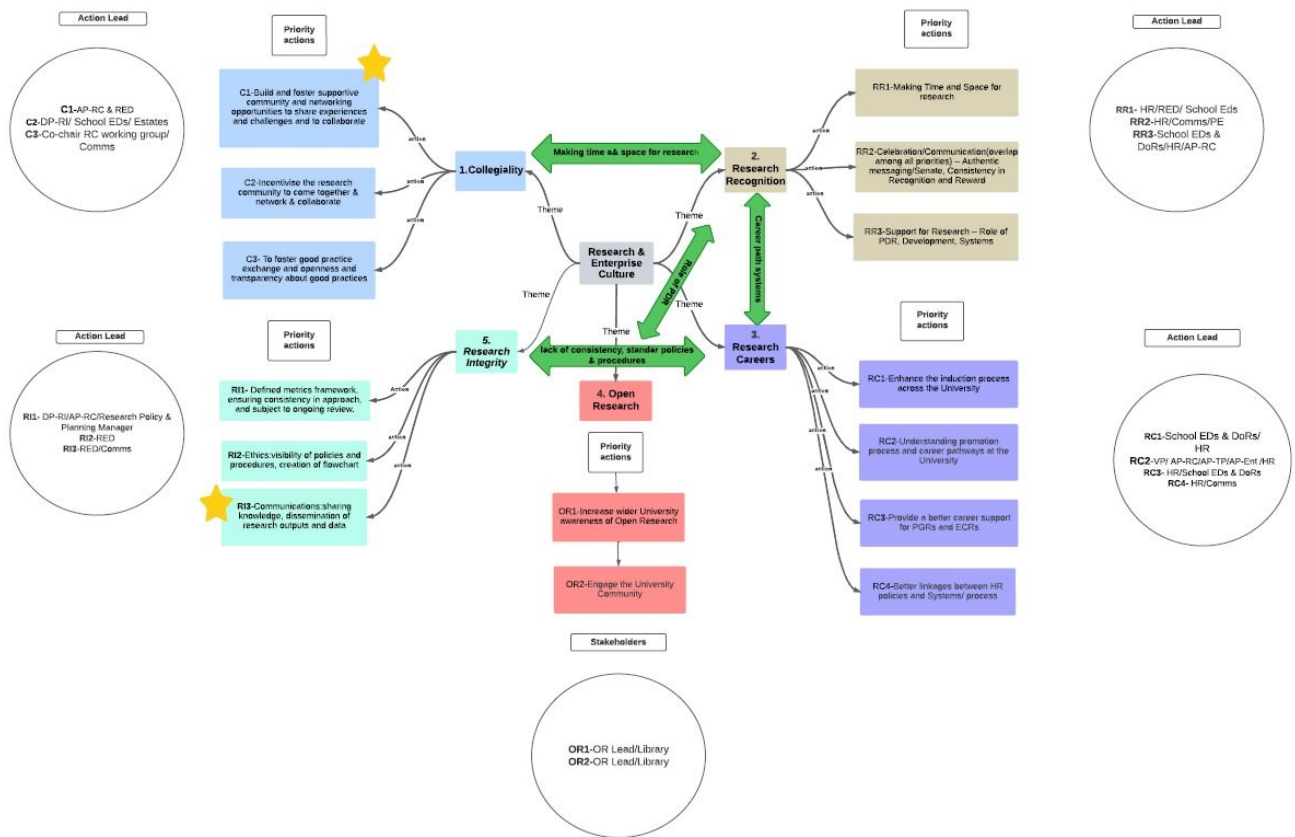 Action Lead
C1-AP-RC & RED
C2-DP-RI/ School EDs/ Estates
C3-Co-chair RC working group/
Comms
Priority
actions
C1-Build and foster supportive
community and networking
opportunities to share experiences
and challenges and to collaborate
C2-Incentivise the research
community to come together &
network & collaborate
C3- To foster good practice
exchange and openness and
transparency about good practices
action
action
action
1.Collegiality
Making time a& space for research
2.
Research
Recognition
Priority
actions
RR1-Making Time and Space for
research
RR2-Celebration/Communication(overlap
among all priorities) – Authentic
messaging/Senate, Consistency in
Recognition and Reward
RR3-Support for Research – Role of
PDR, Development, Systems
action
action
action
Action Lead
RR1- HR/RED/ School Eds
RR2-HR/Comms/PE
RR3-School EDs &
DoRs/HR/AP-RC
Theme
Theme
Research &
Enterprise
Culture
Theme
Theme
Theme
Role of PDR
Career path systems
Action Lead
RI1- DP-RI/AP-RC/Research Policy &
Planning Manager
RI2-RED
RI3-RED/Comms
Priority
actions
RI1- Defined metrics framework,
ensuring consistency in approach,
and subject to ongoing review.
RI2-Ethics:visibility of policies and
procedures, creation of flowchart
RI3-Communications:sharing
knowledge, dissemination of
research outputs and data
Action
action
action
5.
Research
Integrity
lack of consistency, standar policies
& procedures
3.
Research
Careers
4. Open
Research
Priority
actions
OR1-Increase wider University
awareness of Open Research
OR2-Engage the University
Community
Priority
actions
RC1-Enhance the induction process
across the University
RC2-Understanding promotion
process and career pathways at the
University
RC3-Provide a better career support
for PGRs and ECRs
RC4-Better linkages between HR
policies and Systems/ process
action
action
action
action
Action Lead
RC1-School EDs & DoRs/
HR
RC2-VP/ AP-RC/AP-TP/AP-Ent /HR
RC3- HR/School EDs & DoRs
RC4- HR/Comms
Stakeholders
OR1-OR Lead/Library
OR2-OR Lead/Library